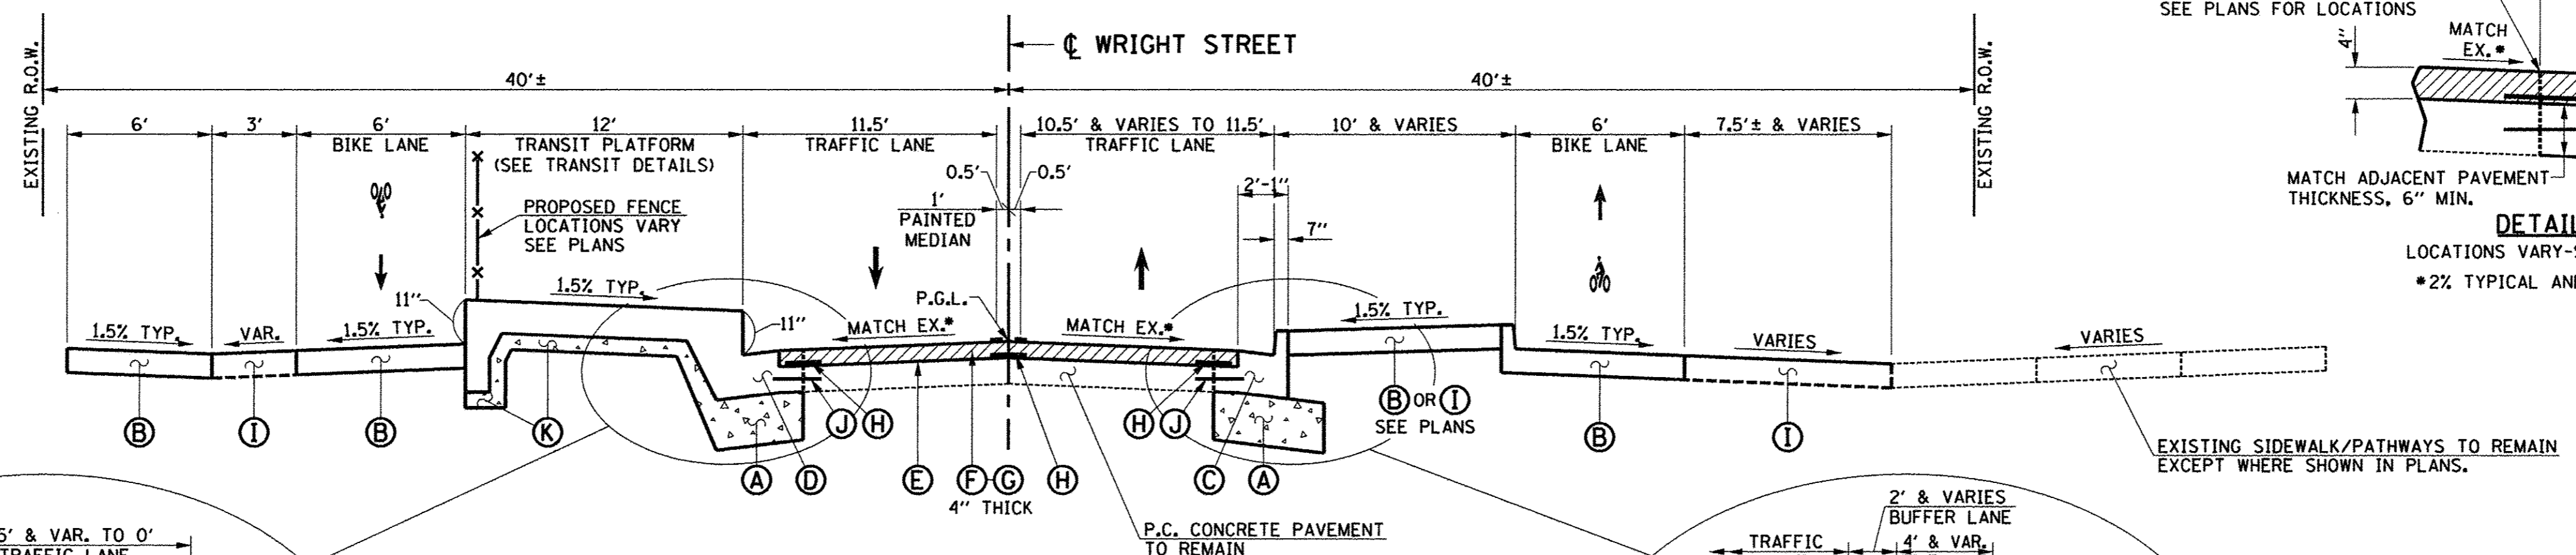 SEE PLANS FOR LOCATIONS
℄ WRIGHT STREET
EXISTING R.O.W.
40'±
40'±
EXISTING R.O.W.
MATCH
EX.*
4"
6'
3'
6'
BIKE LANE
12'
TRANSIT PLATFORM
(SEE TRANSIT DETAILS)
11.5'
TRAFFIC LANE
10.5' & VARIES TO 11.5'
TRAFFIC LANE
10' & VARIES
6'
BIKE LANE
7.5'± & VARIES
0.5'
0.5'
2'-1"
1'
PAINTED
MEDIAN
7"
PROPOSED FENCE
LOCATIONS VARY
SEE PLANS
MATCH ADJACENT PAVEMENT
THICKNESS, 6" MIN.
DETAIL
LOCATIONS VARY-
*2% TYPICAL AN
11"
1.5% TYP.
P.G.L.
11"
MATCH EX.*
MATCH EX.*
1.5% TYP.
1.5% TYP.
VAR.
1.5% TYP.
1.5% TYP.
VARIES
VARIES
B
I
B
K
J
H
H
J
B OR I
SEE PLANS
B
I
A
D
E
F-G
4" THICK
H
C
A
EXISTING SIDEWALK/PATHWAYS TO REMAIN
EXCEPT WHERE SHOWN IN PLANS.
P.C. CONCRETE PAVEMENT
TO REMAIN
5' & VAR. TO 0'
TRAFFIC LANE
2' & VARIES
BUFFER LANE
TRAFFIC
4' & VAR.